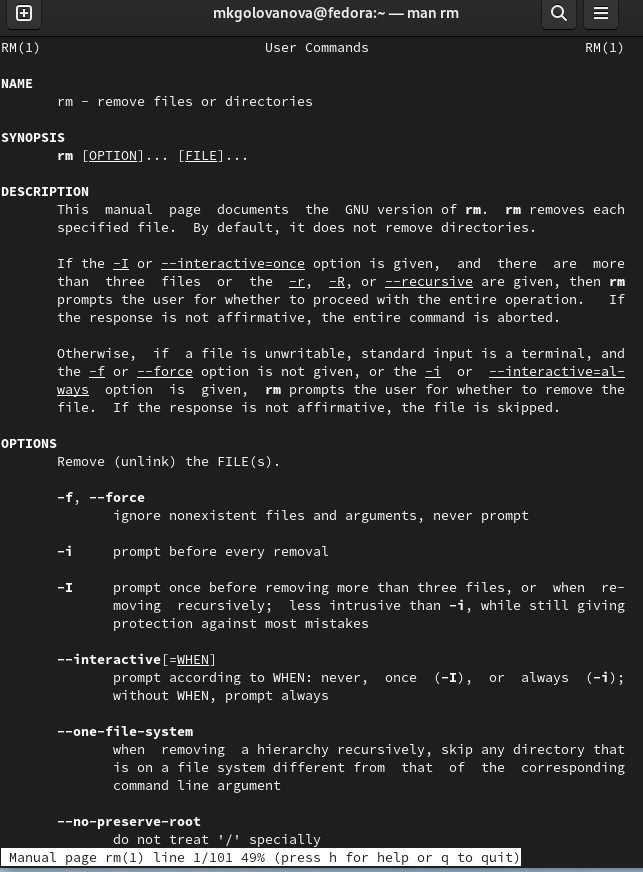 mkgolovanova@fedora:~ — man rm
RM(1) User Commands RM(1)
NAME
rm - remove files or directories
SYNOPSIS
rm [OPTION]... [FILE]...
DESCRIPTION
This manual page documents the GNU version of rm. rm removes each
specified file. By default, it does not remove directories.
If the -I or --interactive=once option is given, and there are more
than three files or the -r, -R, or --recursive are given, then rm
prompts the user for whether to proceed with the entire operation. If
the response is not affirmative, the entire command is aborted.
Otherwise, if a file is unwritable, standard input is a terminal, and
the -f or --force option is not given, or the -i or --interactive=al-
ways option is given, rm prompts the user for whether to remove the
file. If the response is not affirmative, the file is skipped.
OPTIONS
Remove (unlink) the FILE(s).
-f, --force
ignore nonexistent files and arguments, never prompt
-i prompt before every removal
-I prompt once before removing more than three files, or when re-
moving recursively; less intrusive than -i, while still giving
protection against most mistakes
--interactive[=WHEN]
prompt according to WHEN: never, once (-I), or always (-i);
without WHEN, prompt always
--one-file-system
when removing a hierarchy recursively, skip any directory that
is on a file system different from that of the corresponding
command line argument
--no-preserve-root
do not treat '/' specially
Manual page rm(1) line 1/101 49% (press h for help or q to quit)